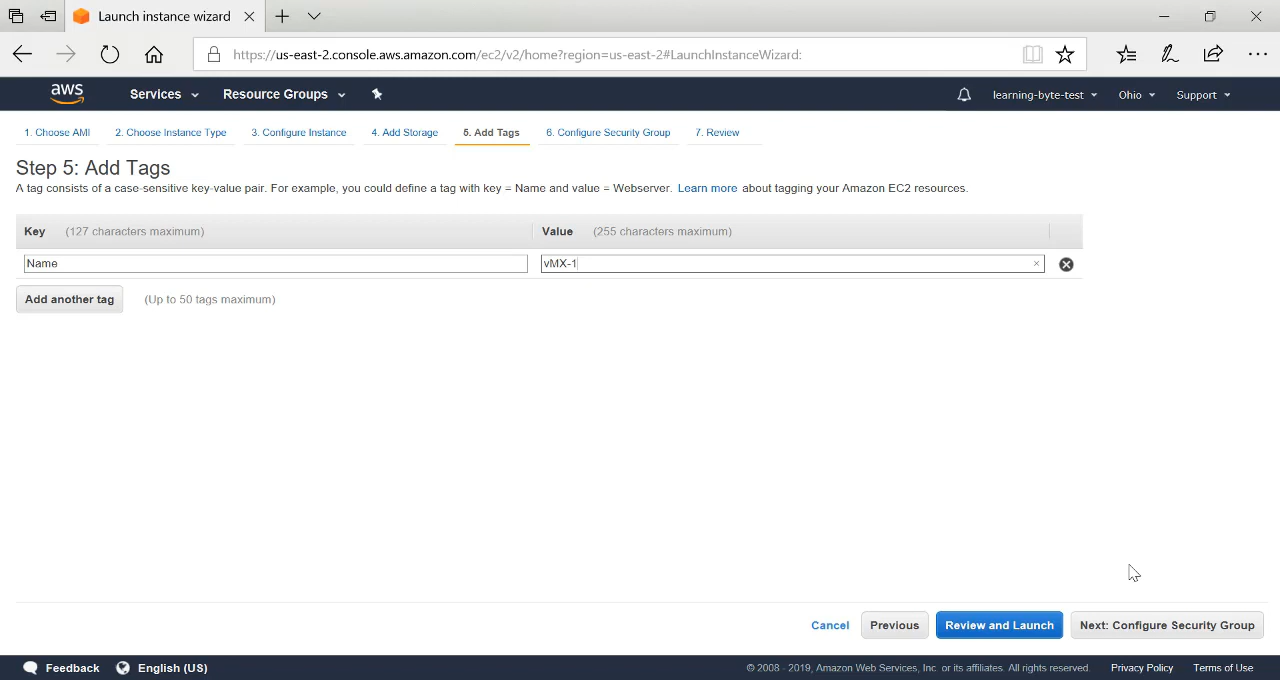 Launch instance wizard
https://us-east-2.console.aws.amazon.com/ec2/v2/home?region=us-east-2#LaunchInstanceWizard:
aws Services Resource Groups learning-byte-test Ohio Support
1. Choose AMI 2. Choose Instance Type 3. Configure Instance 4. Add Storage 5. Add Tags 6. Configure Security Group 7. Review
Step 5: Add Tags
A tag consists of a case-sensitive key-value pair. For example, you could define a tag with key = Name and value = Webserver. Learn more about tagging your Amazon EC2 resources.
Key (127 characters maximum) Value (255 characters maximum)
Name vMX-1
Add another tag (Up to 50 tags maximum)
Cancel Previous Review and Launch Next: Configure Security Group
Feedback English (US) © 2008 - 2019, Amazon Web Services, Inc. or its affiliates. All rights reserved. Privacy Policy Terms of Use